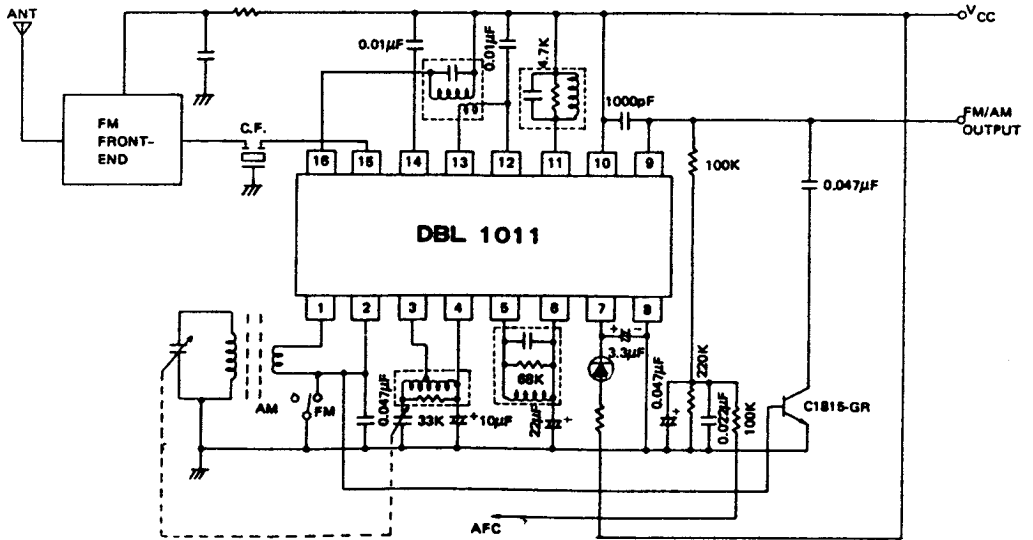 ANT
V CC
0.01µF
0.01µF
4.7K
1000pF
FM/AM
OUTPUT
FM
FRONT-
END
C.F.
100K
0.047µF
16 15 14 13 12 11 10 9
DBL 1011
1 2 3 4 5 6 7 8
+ -
3.3µF
68K
220K
0.047µF
+
AM
FM
0.047µF
33K
+
10µF
22µF
+
0.022µF
100K
C1815-GR
AFC